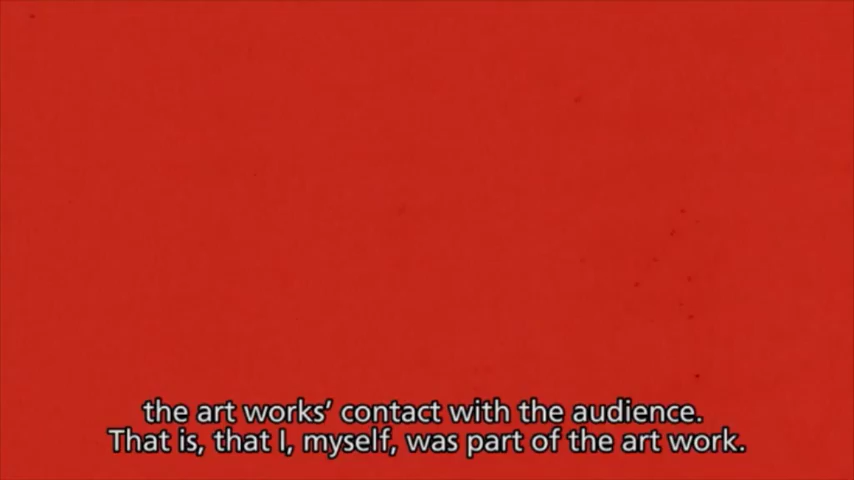 the art works’ contact with the audience.
That is, that I, myself, was part of the art work.